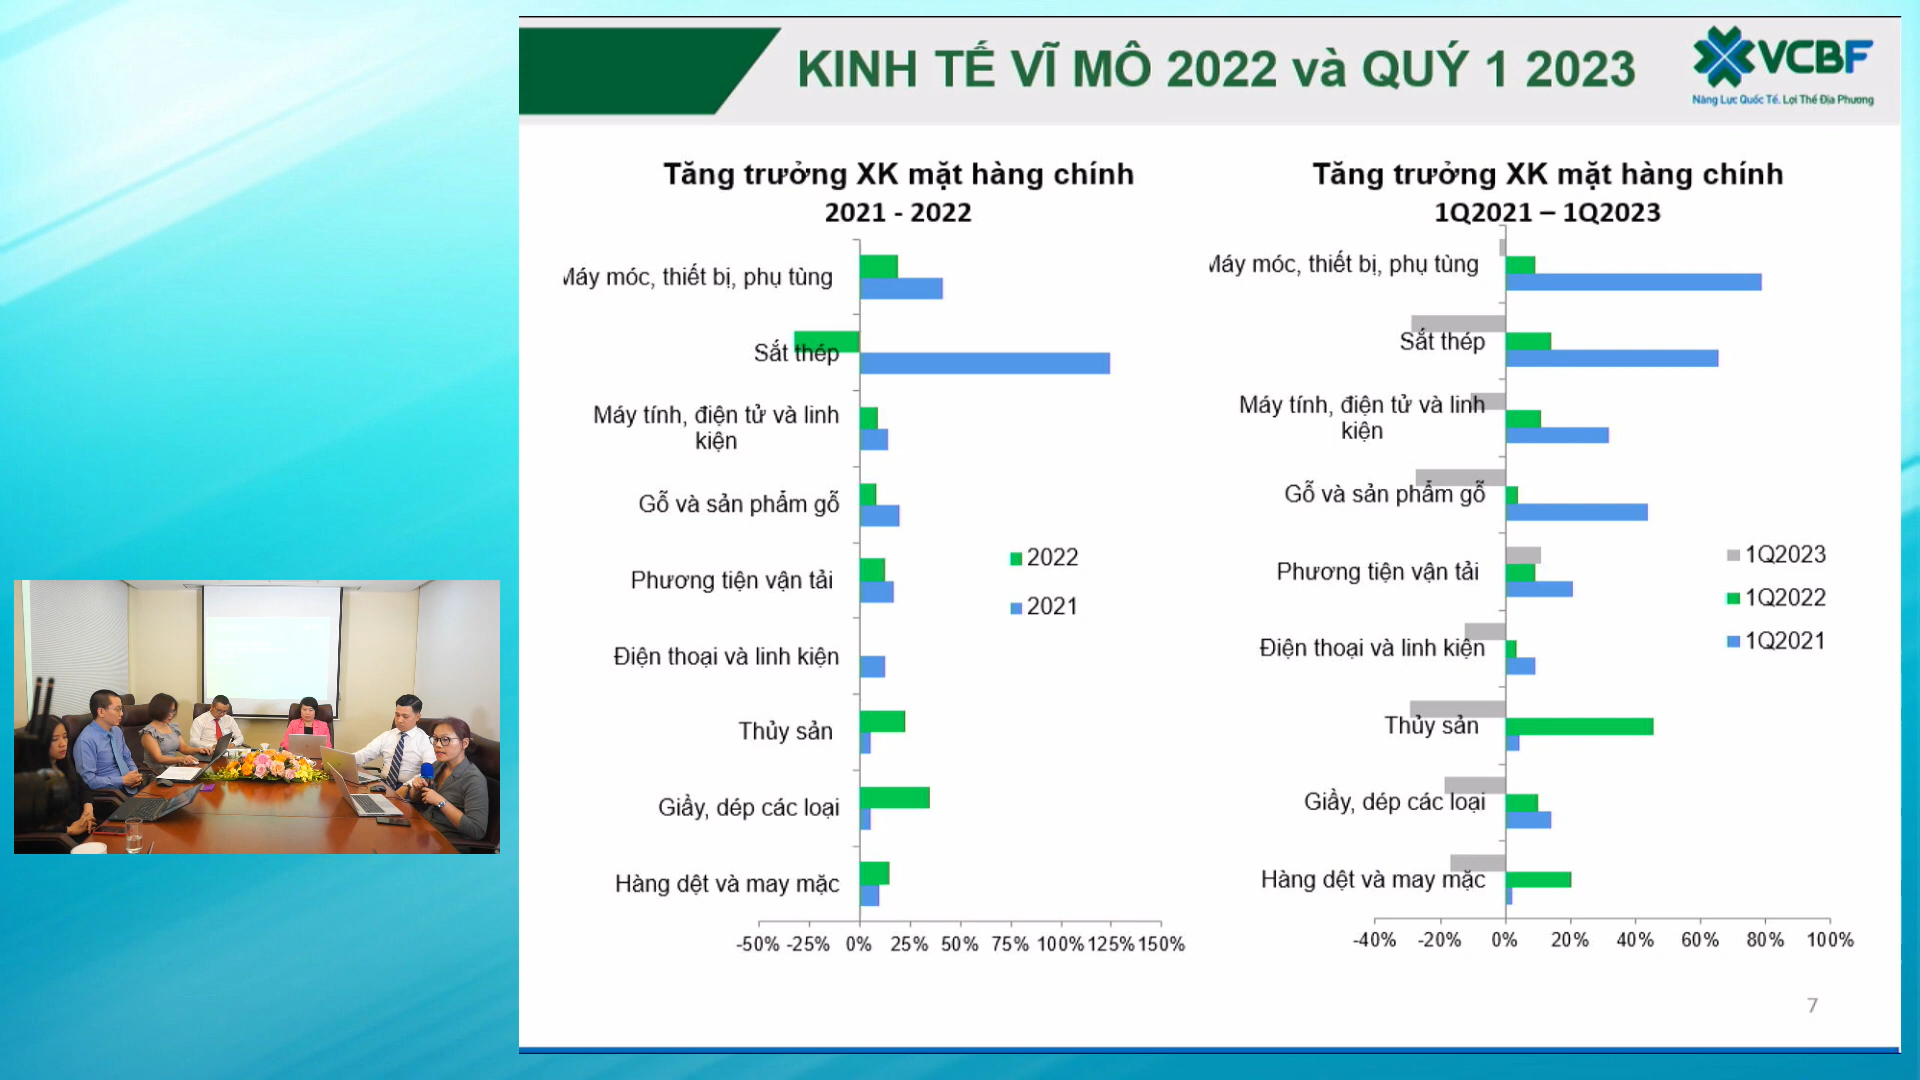 KINH TẾ VĨ MÔ 2022 và QUÝ 1 2023
VCBF
Năng Lực Quốc Tế. Lợi Thế Địa Phương
Tăng trưởng XK mặt hàng chính
2021 - 2022
Máy móc, thiết bị, phụ tùng
Sắt thép
Máy tính, điện tử và linh
kiện
Gỗ và sản phẩm gỗ
Phương tiện vận tải
Điện thoại và linh kiện
Thủy sản
Giầy, dép các loại
Hàng dệt và may mặc
2022
2021
-50% -25% 0% 25% 50% 75% 100% 125% 150%
Tăng trưởng XK mặt hàng chính
1Q2021 – 1Q2023
Máy móc, thiết bị, phụ tùng
Sắt thép
Máy tính, điện tử và linh
kiện
Gỗ và sản phẩm gỗ
Phương tiện vận tải
Điện thoại và linh kiện
Thủy sản
Giầy, dép các loại
Hàng dệt và may mặc
1Q2023
1Q2022
1Q2021
-40% -20% 0% 20% 40% 60% 80% 100%
7